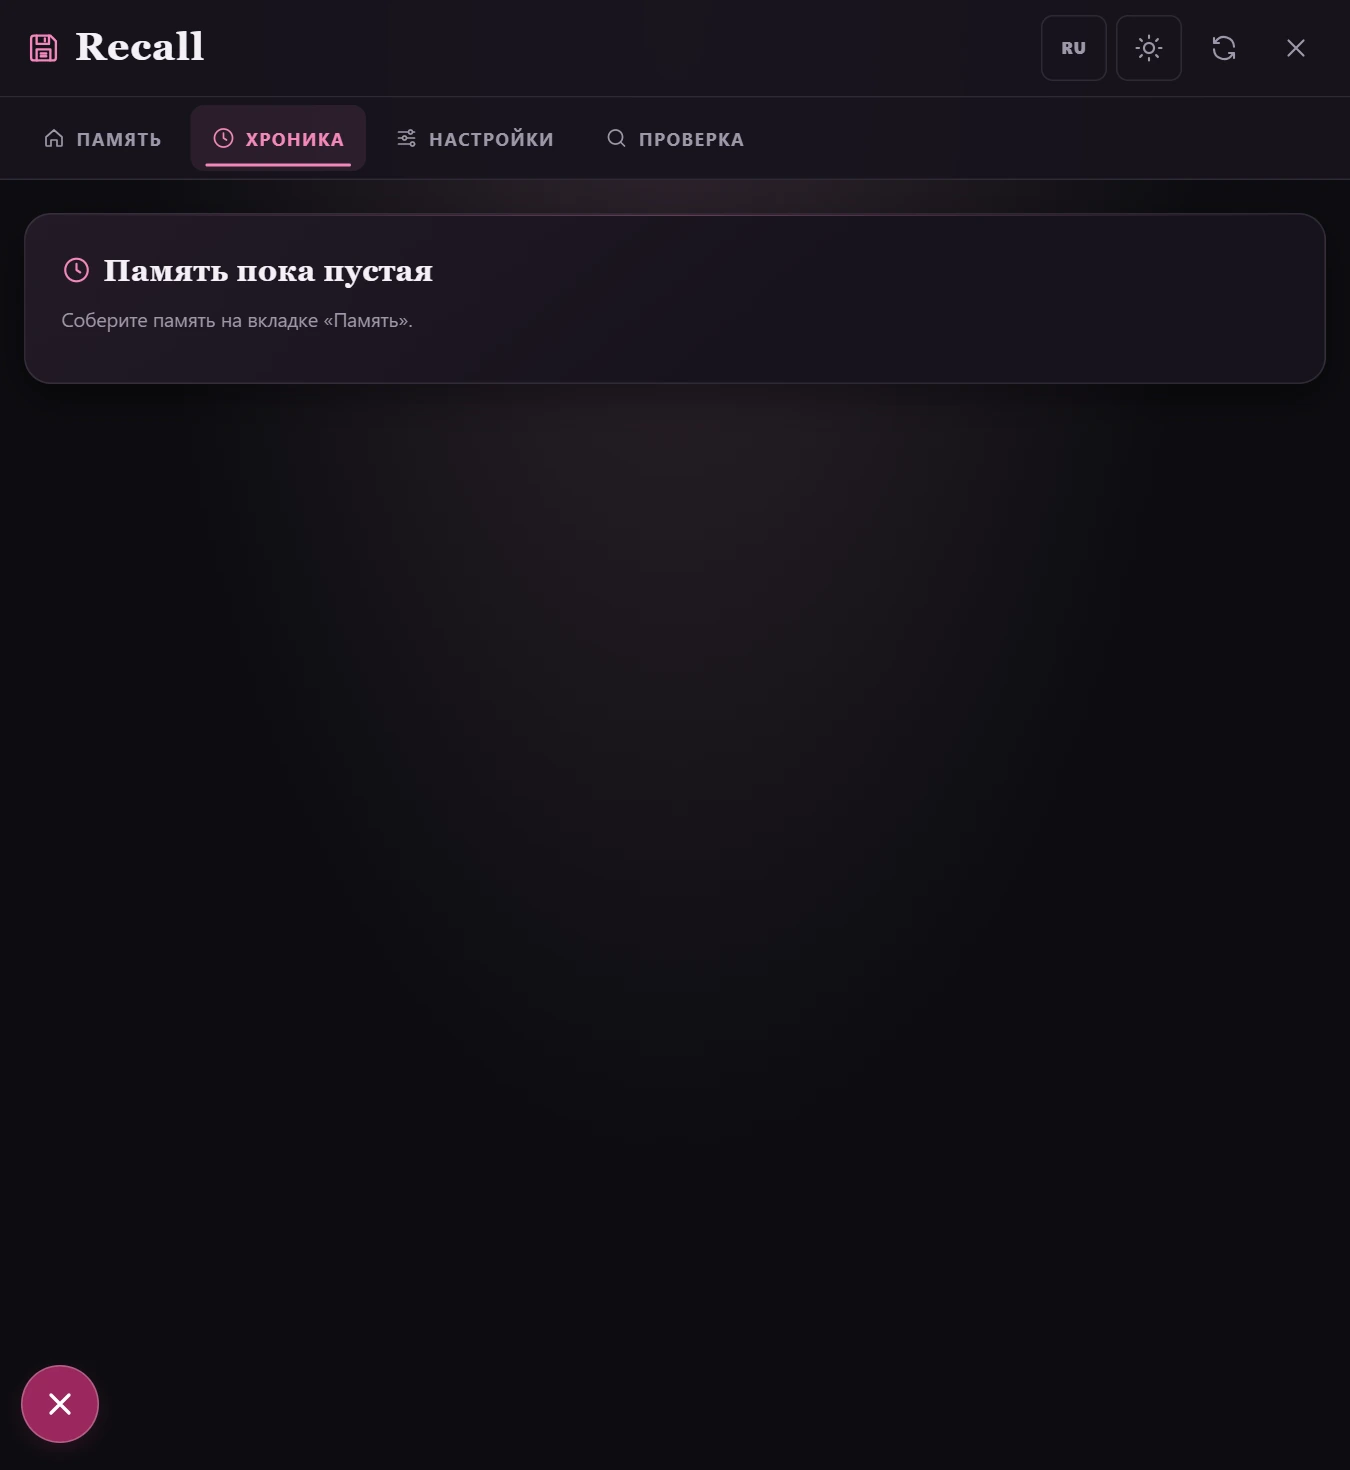 Recall
RU
ПАМЯТЬ
ХРОНИКА
НАСТРОЙКИ
ПРОВЕРКА
Память пока пустая
Соберите память на вкладке «Память».